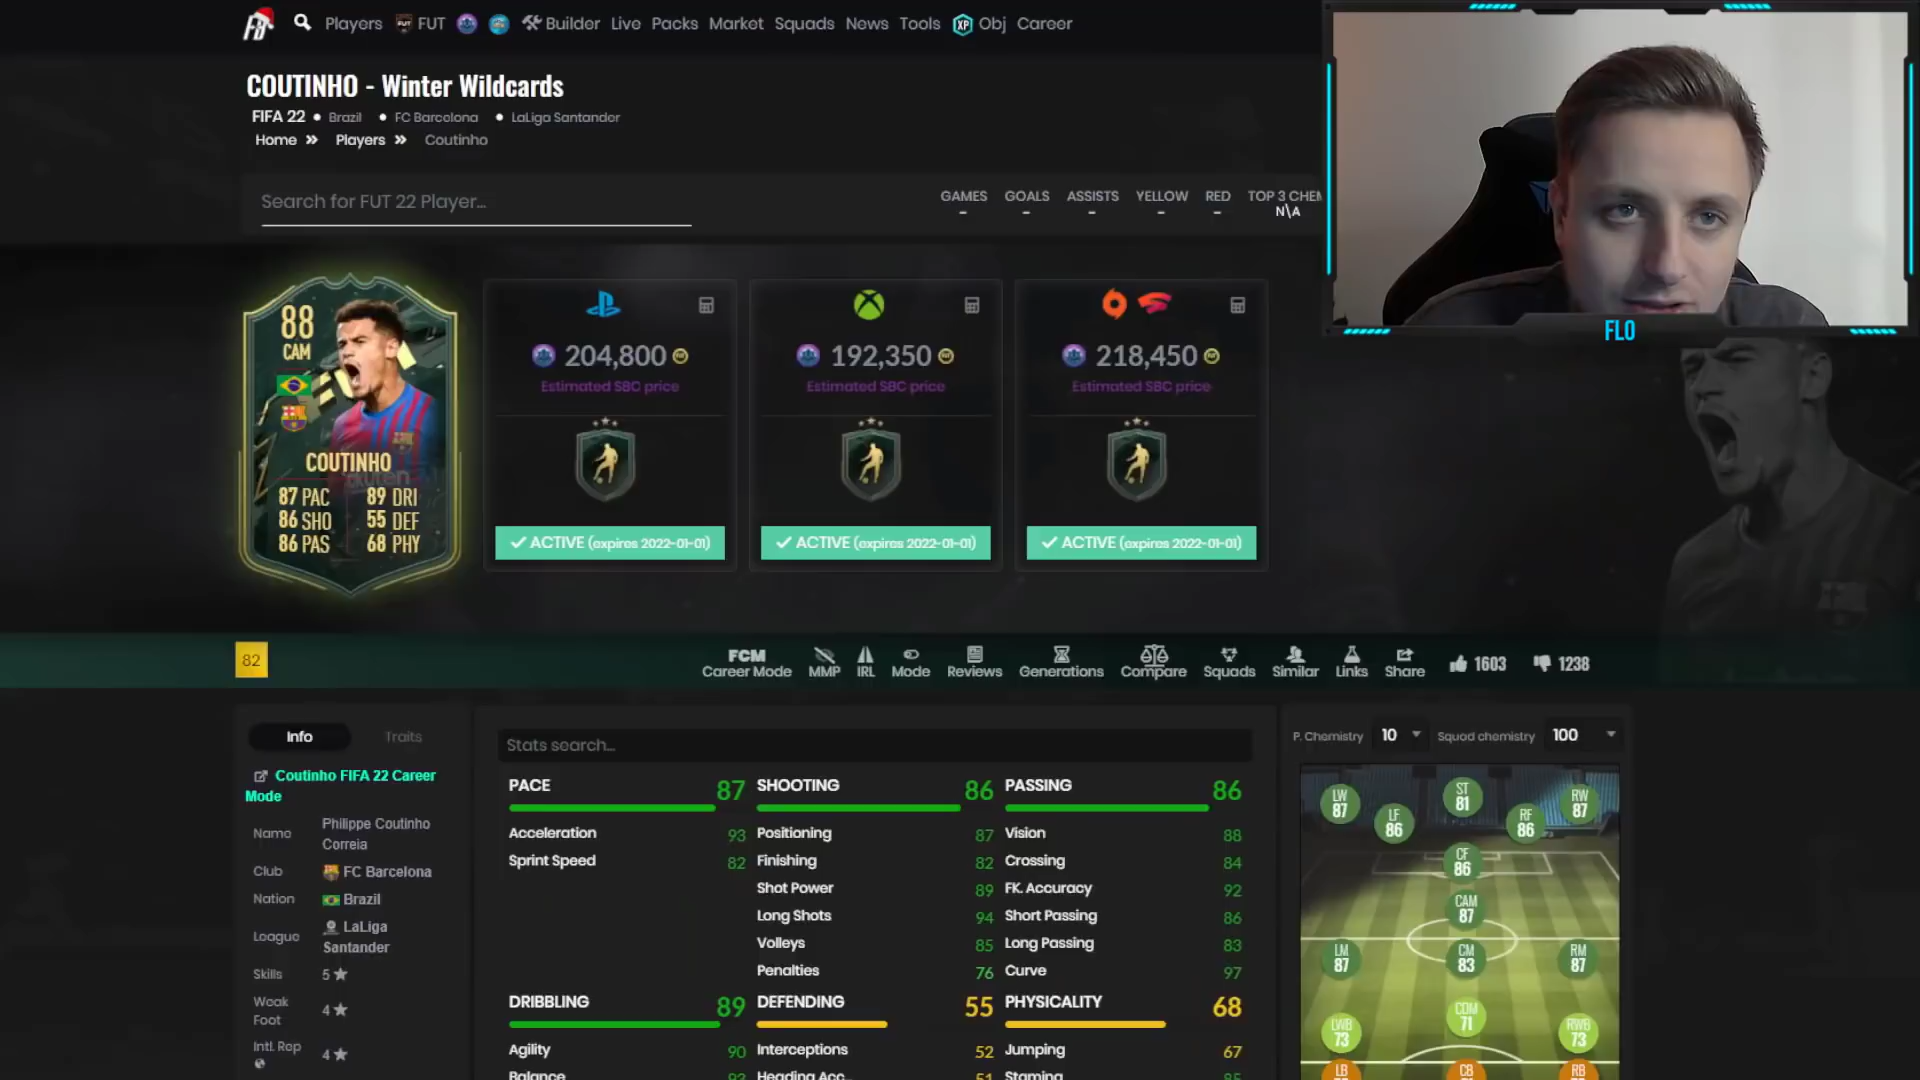 Players FUT Builder Live Packs Market Squads News Tools XP Obj Career
COUTINHO - Winter Wildcards
FIFA 22 • Brazil • FC Barcelona • LaLiga Santander
Home » Players » Coutinho
Search for FUT 22 Player...
GAMES GOALS ASSISTS YELLOW RED TOP 3 CHEM
- - - - - N\A
FLO
88
CAM
COUTINHO
87 PAC 89 DRI
86 SHO 55 DEF
86 PAS 68 PHY
204,800
Estimated SBC price
ACTIVE (expires 2022-01-01)
192,350
Estimated SBC price
ACTIVE (expires 2022-01-01)
218,450
Estimated SBC price
ACTIVE (expires 2022-01-01)
82
FCM
Career Mode MMP IRL Mode Reviews Generations Compare Squads Similar Links Share 1603 1238
Info Traits
Coutinho FIFA 22 Career
Mode
Name Philippe Coutinho
Correia
Club FC Barcelona
Nation Brazil
League LaLiga
Santander
Skills 5★
Weak
Foot 4★
Intl. Rep 4★
Stats search...
PACE 87
Acceleration 93
Sprint Speed 82
SHOOTING 86
Positioning 87
Finishing 82
Shot Power 89
Long Shots 94
Volleys 85
Penalties 76
PASSING 86
Vision 88
Crossing 84
FK. Accuracy 92
Short Passing 86
Long Passing 83
Curve 97
DRIBBLING 89
Agility 90
Balance
DEFENDING 55
Interceptions 52
Heading Acc..
PHYSICALITY 68
Jumping 67
Stamina
P. Chemistry 10 Squad chemistry 100
LW
87
ST
81
RW
87
LF
86
RF
86
CF
86
CAM
87
LM
87
CM
83
RM
87
LWB
73
CDM
71
RWB
73
LB
CB
RB